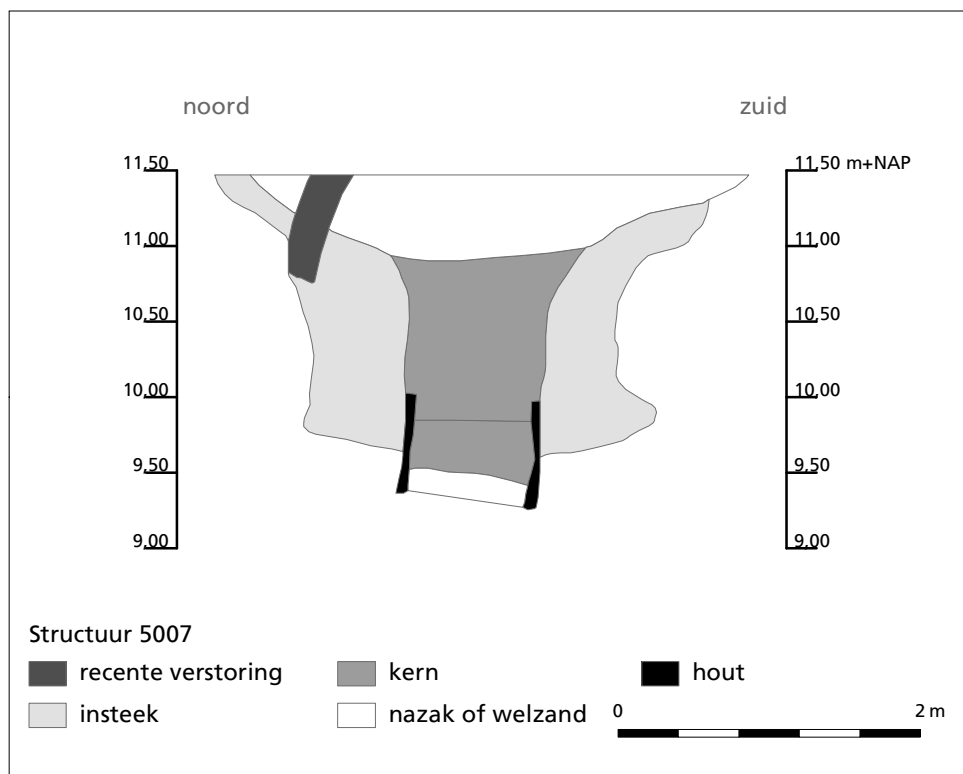 noord zuid
11,50 11,50 m+NAP
11,00 11,00
10,50 10,50
10,00 10,00
9,50 9,50
9,00 9,00
Structuur 5007
recente verstoring kern hout
insteek nazak of welzand 0 2 m